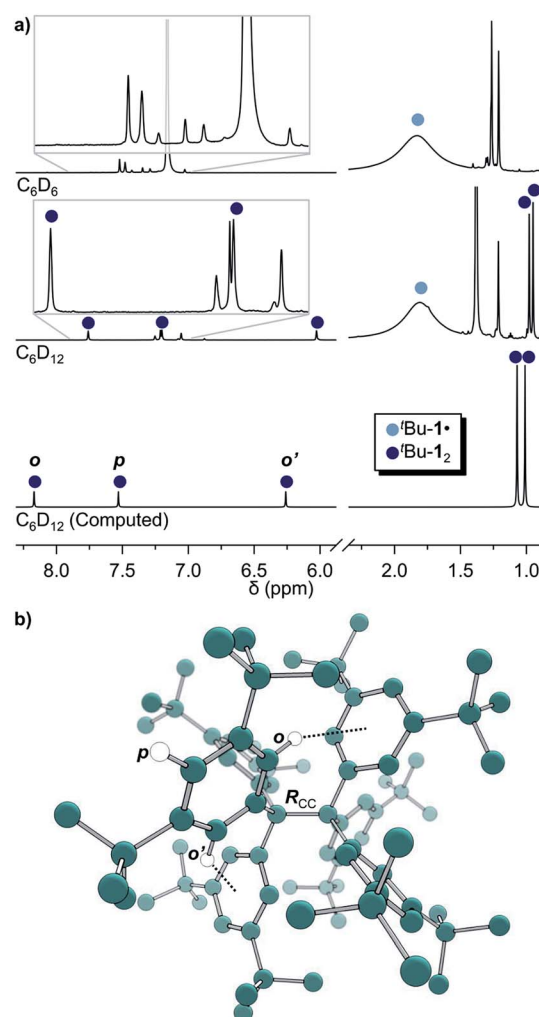 a)
C₆D₆
C₆D₁₂
o p o'
ᵗBu-1•
ᵗBu-1₂
C₆D₁₂ (Computed)
8.0 7.5 7.0 6.5 6.0 2.0 1.5 1.0
δ (ppm)
b)
o
p
R_CC
o'